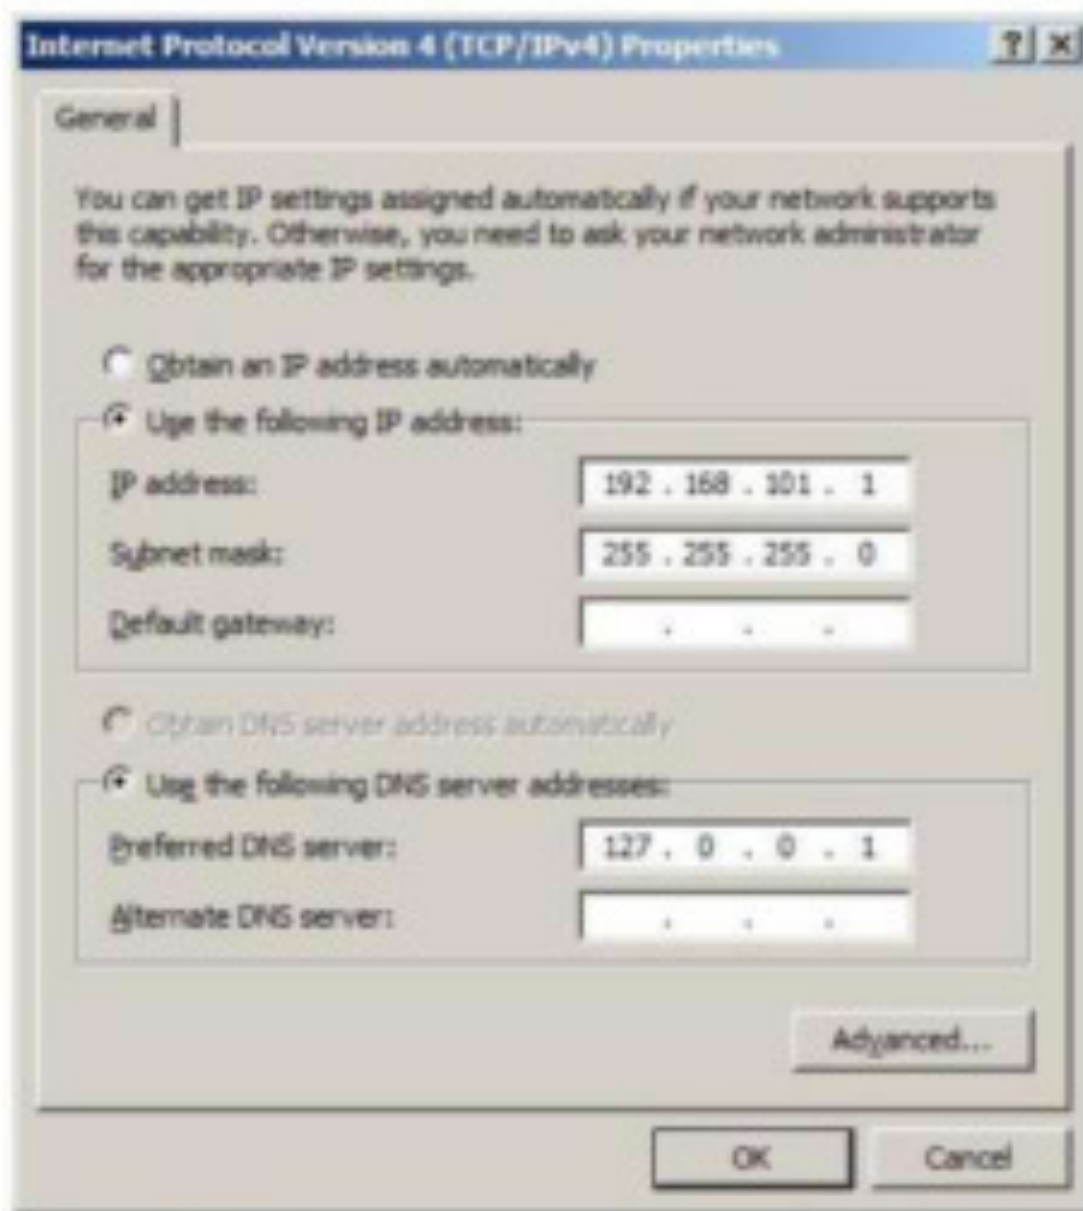 Internet Protocol Version 4 (TCP/IPv4) Properties
General
You can get IP settings assigned automatically if your network supports
this capability. Otherwise, you need to ask your network administrator
for the appropriate IP settings.
Obtain an IP address automatically
Use the following IP address:
IP address: 192 . 168 . 101 . 1
Subnet mask: 255 . 255 . 255 . 0
Default gateway: . . .
Obtain DNS server address automatically
Use the following DNS server addresses:
Preferred DNS server: 127 . 0 . 0 . 1
Alternate DNS server: . . .
Advanced...
OK Cancel